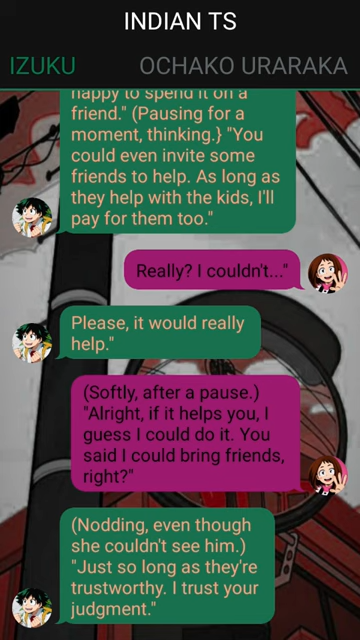 INDIAN TS
IZUKU
OCHAKO URARAKA
happy to spend it on a
friend." (Pausing for a
moment, thinking.} "You
could even invite some
friends to help. As long as
they help with the kids, I'll
pay for them too."
Really? I couldn't..."
Please, it would really
help."
(Softly, after a pause.)
"Alright, if it helps you, I
guess I could do it. You
said I could bring friends,
right?"
(Nodding, even though
she couldn't see him.)
"Just so long as they're
trustworthy. I trust your
judgment."